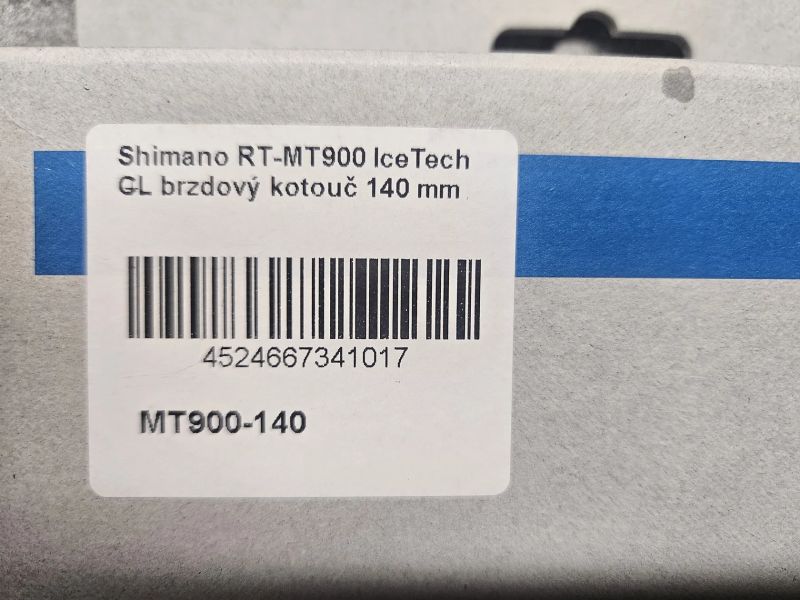 Shimano RT-MT900 IceTech
GL brzdový kotouč 140 mm
4524667341017
MT900-140